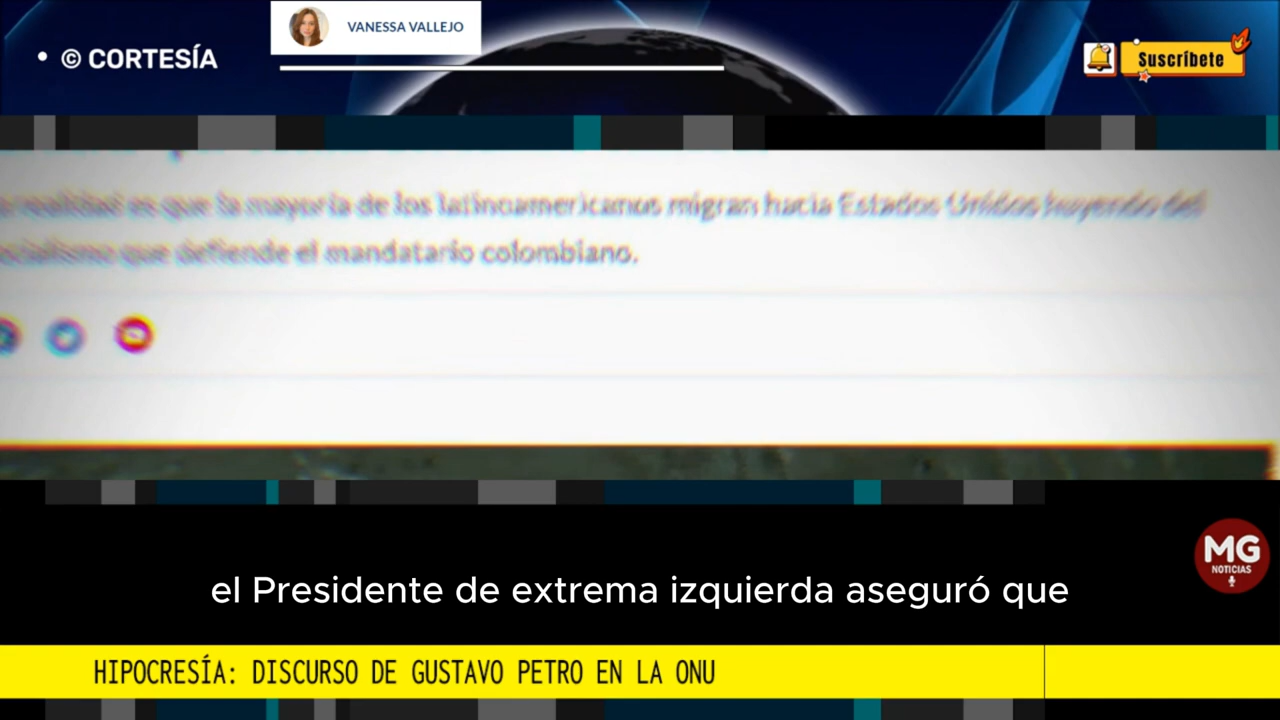 VANESSA VALLEJO
• © CORTESÍA
Suscríbete
realidad es que la mayoría de los latinoamericanos migran hacia Estados Unidos huyendo del
que defiende el mandatario colombiano.
MG
NOTICIAS
el Presidente de extrema izquierda aseguró que
HIPOCRESÍA: DISCURSO DE GUSTAVO PETRO EN LA ONU